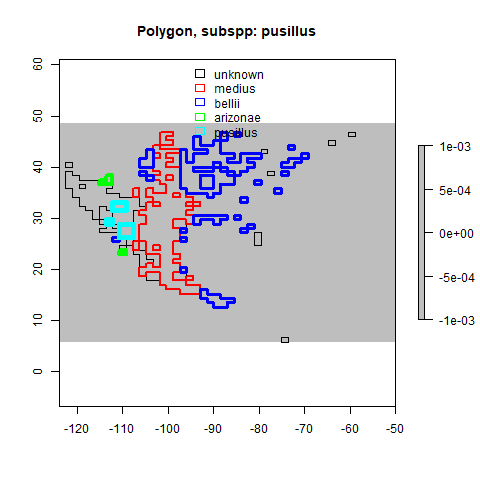 Polygon, subspp: pusillus
unknown
medius
bellii
arizonae
pusillus
60
50
40
30
20
10
0
-120
-110
-100
-90
-80
-70
-60
-50
1e-03
5e-04
0e+00
-5e-04
-1e-03